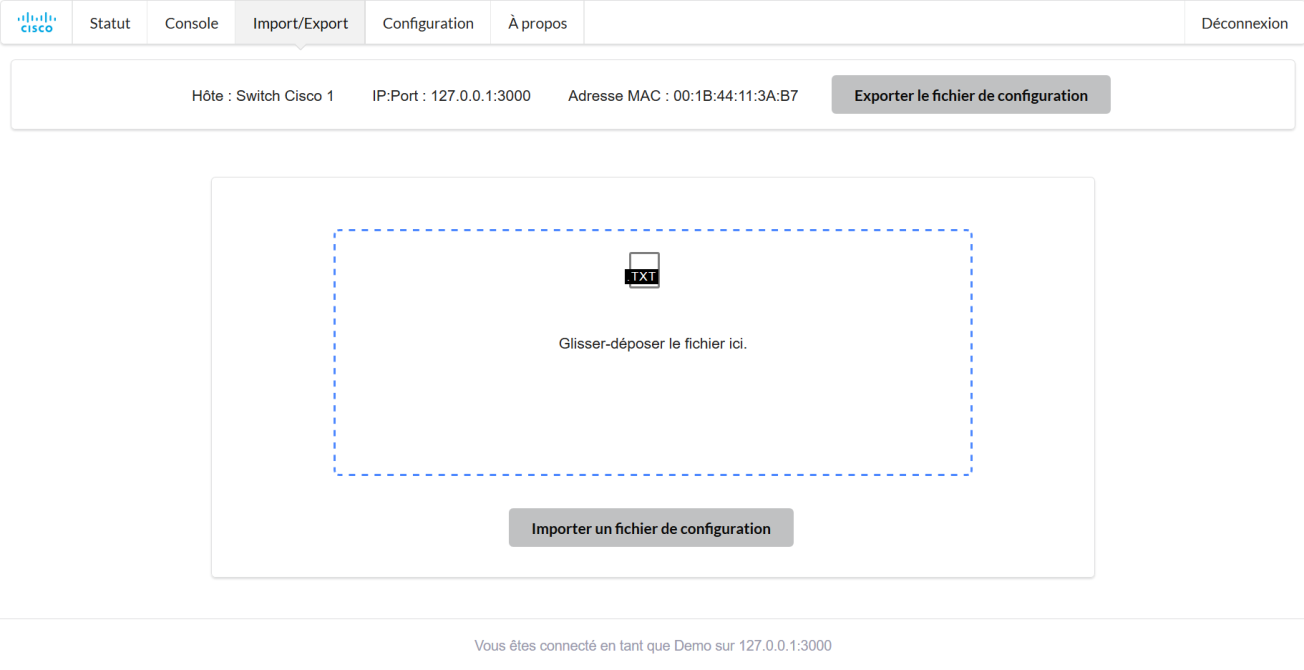 cisco Statut Console Import/Export Configuration À propos Déconnexion
Hôte : Switch Cisco 1 IP:Port : 127.0.0.1:3000 Adresse MAC : 00:1B:44:11:3A:B7 Exporter le fichier de configuration
.TXT
Glisser-déposer le fichier ici.
Importer un fichier de configuration
Vous êtes connecté en tant que Demo sur 127.0.0.1:3000